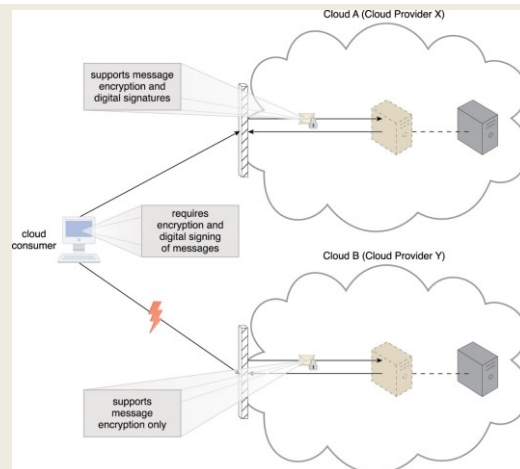 Cloud A (Cloud Provider X)
supports message
encryption and
digital signatures
requires
encryption and
digital signing
of messages
cloud
consumer
Cloud B (Cloud Provider Y)
supports
message
encryption only